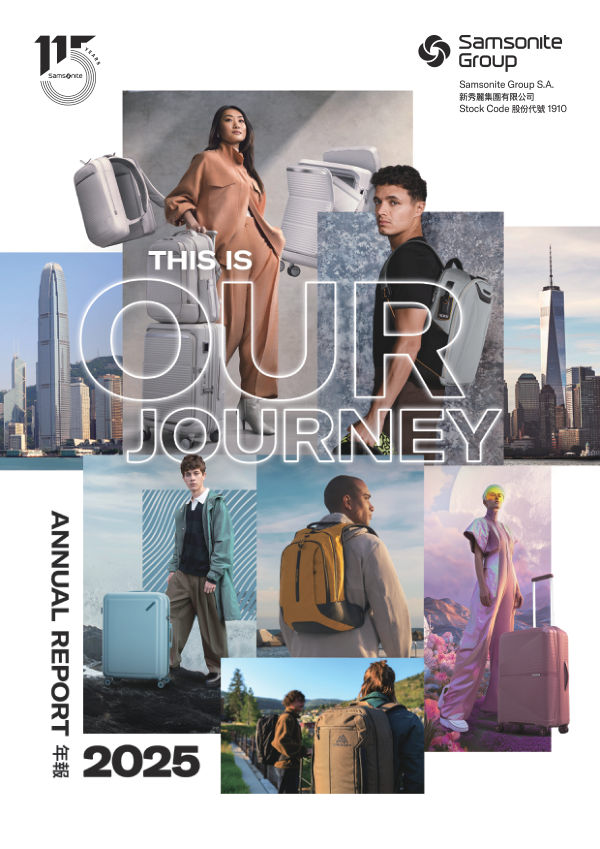 115
YEARS
Samsonite
Samsonite
Group
Samsonite Group S.A.
新秀麗集團有限公司
Stock Code 股份代號 1910
THIS IS
OUR
JOURNEY
ANNUAL REPORT 年報
2025